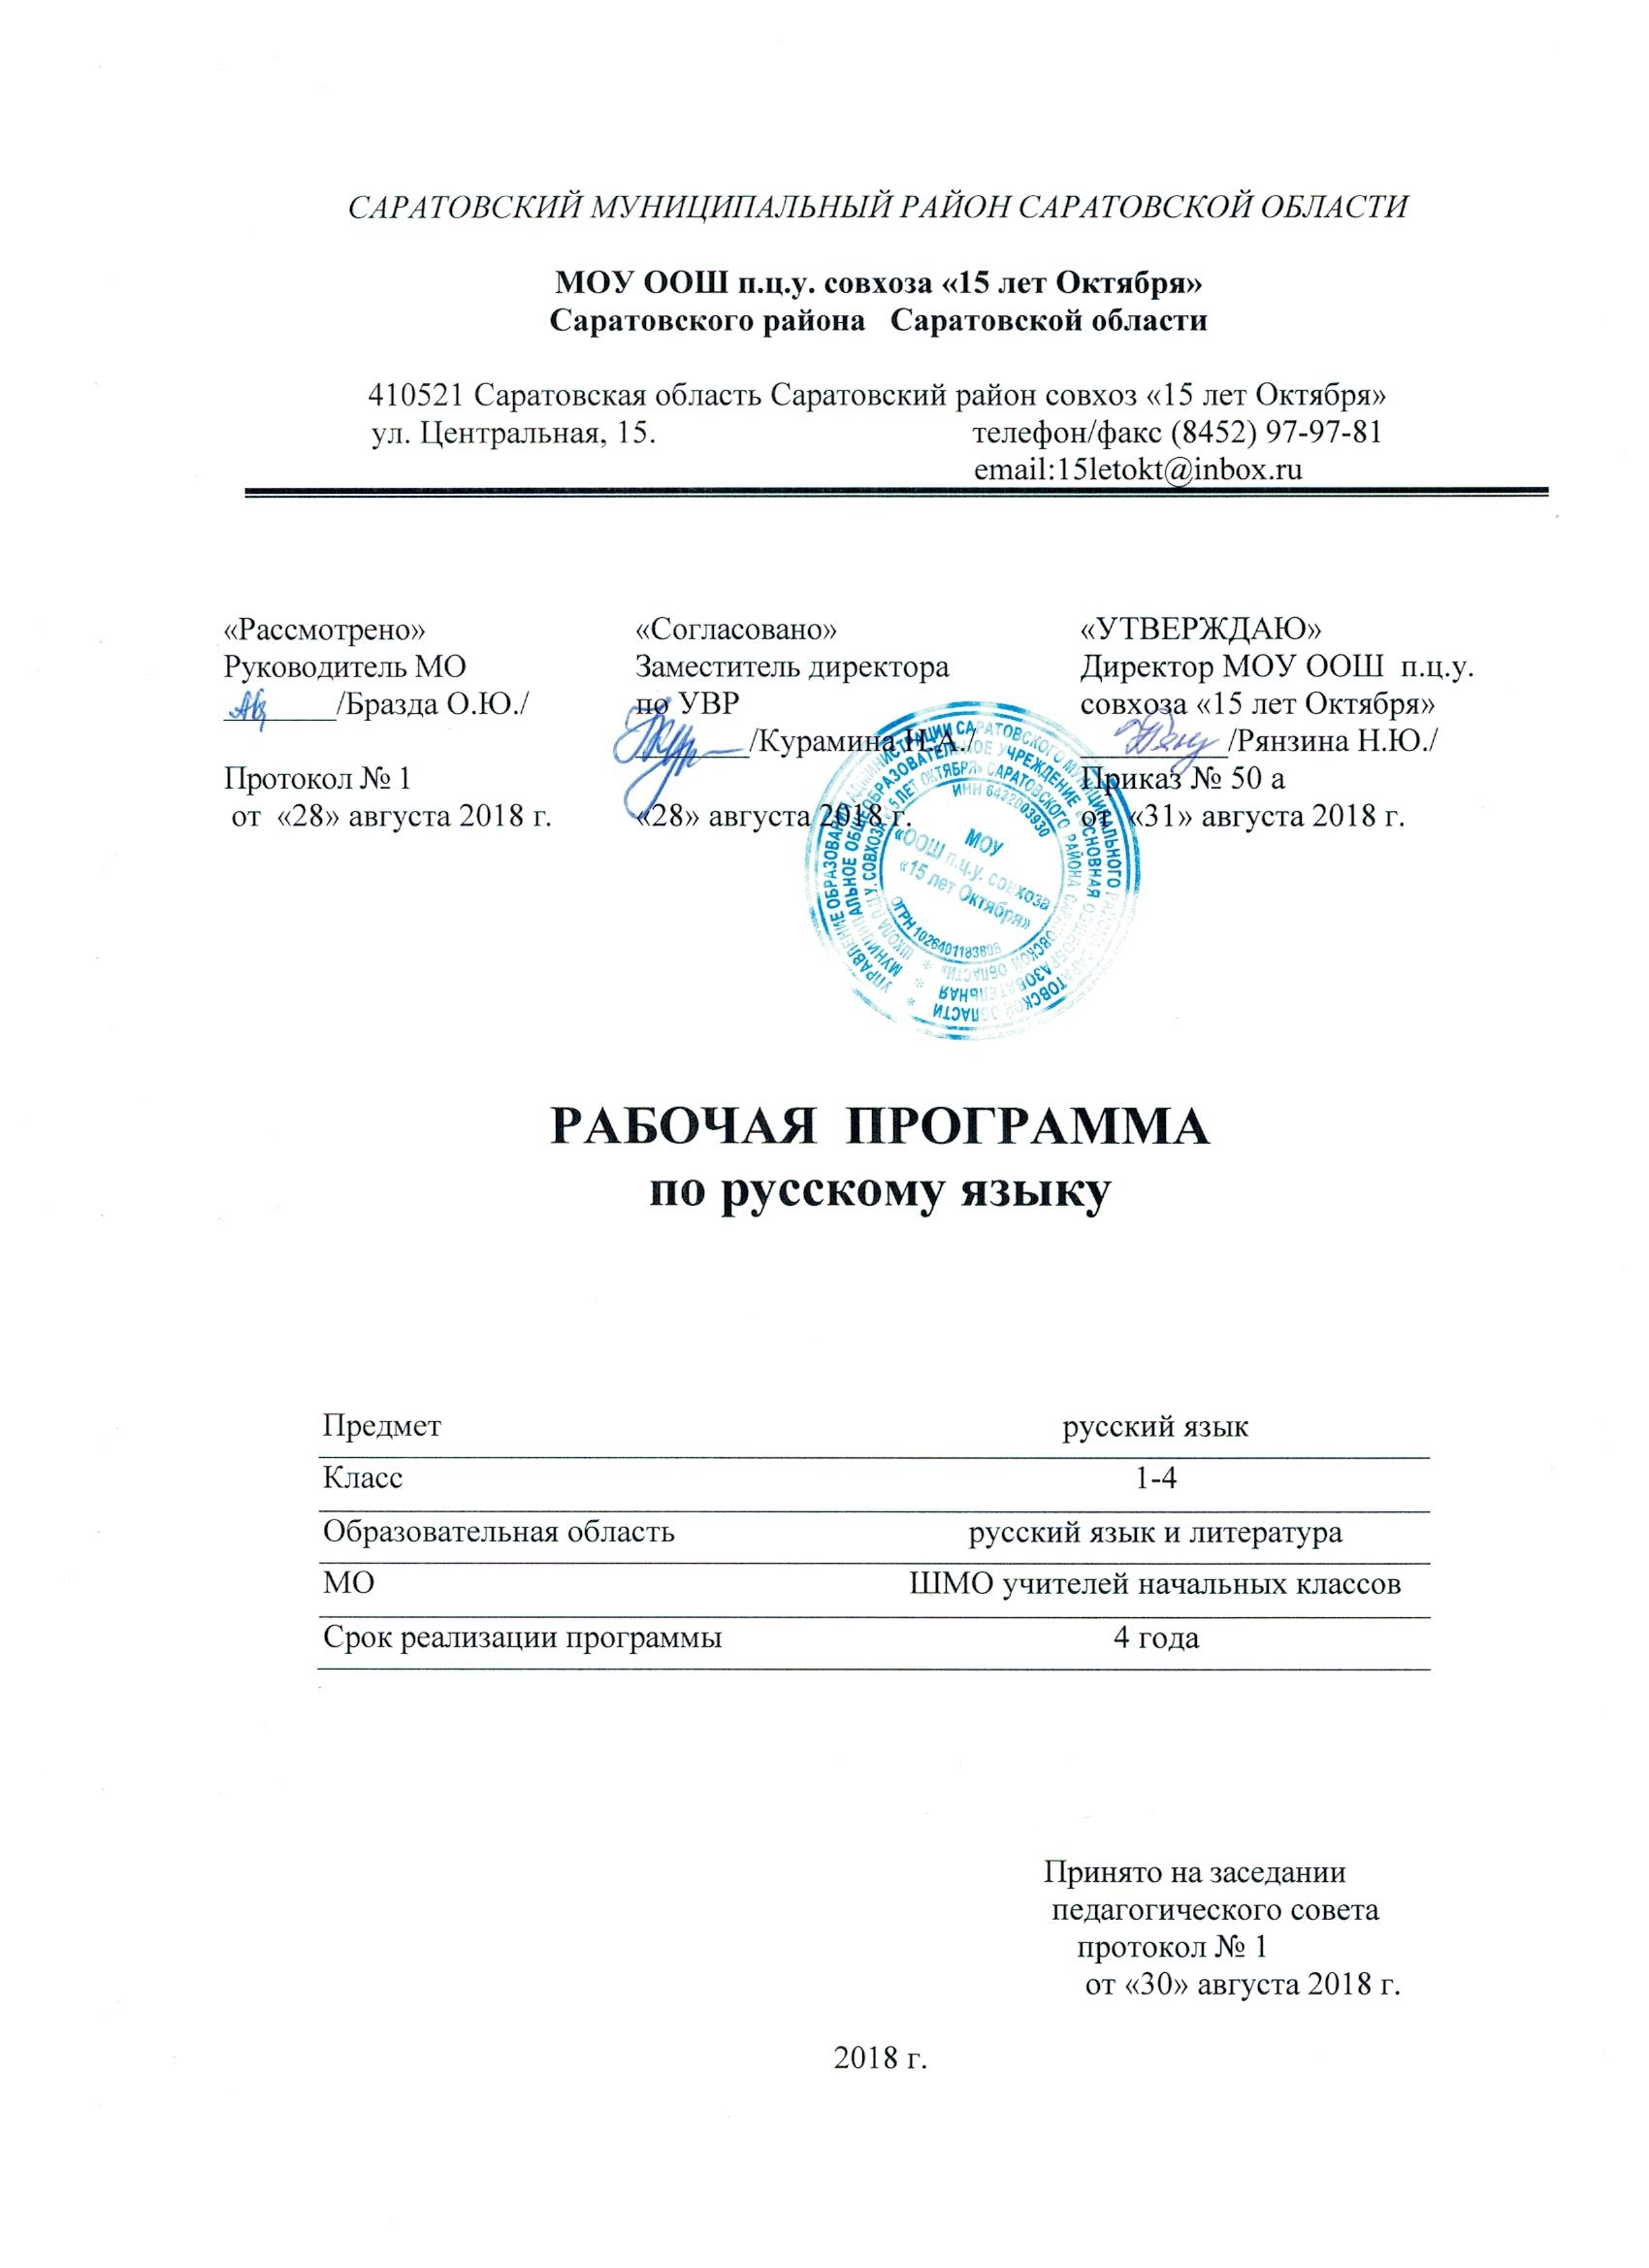 САРАТОВСКИЙ МУНИЦИПАЛЬНЫЙ РАЙОН САРАТОВСКОЙ ОБЛАСТИ
МОУ ООШ п.ц.у. совхоза «15 лет Октября»
Саратовского района Саратовской области
410521 Саратовская область Саратовский район совхоз «15 лет Октября»
ул. Центральная, 15. телефон/факс (8452) 97-97-81
email:15letokt@inbox.ru
«Рассмотрено»
Руководитель МО
/Бразда О.Ю./
Протокол № 1
от «28» августа 2018 г.
«Согласовано»
Заместитель директора
по УВР
/Курамина Н.А./
«28» августа 2018 г.
«УТВЕРЖДАЮ»
Директор МОУ ООШ п.ц.у.
совхоза «15 лет Октября»
/Рянзина Н.Ю./
Приказ № 50 а
от «31» августа 2018 г.
ИНН 6432003930
МОУ
«ООШ п.ц.у. совхоза
«15 лет Октября»
РАБОЧАЯ ПРОГРАММА
по русскому языку
Предмет русский язык
Класс 1-4
Образовательная область русский язык и литература
МО ШМО учителей начальных классов
Срок реализации программы 4 года
Принято на заседании
педагогического совета
протокол № 1
от «30» августа 2018 г.
2018 г.